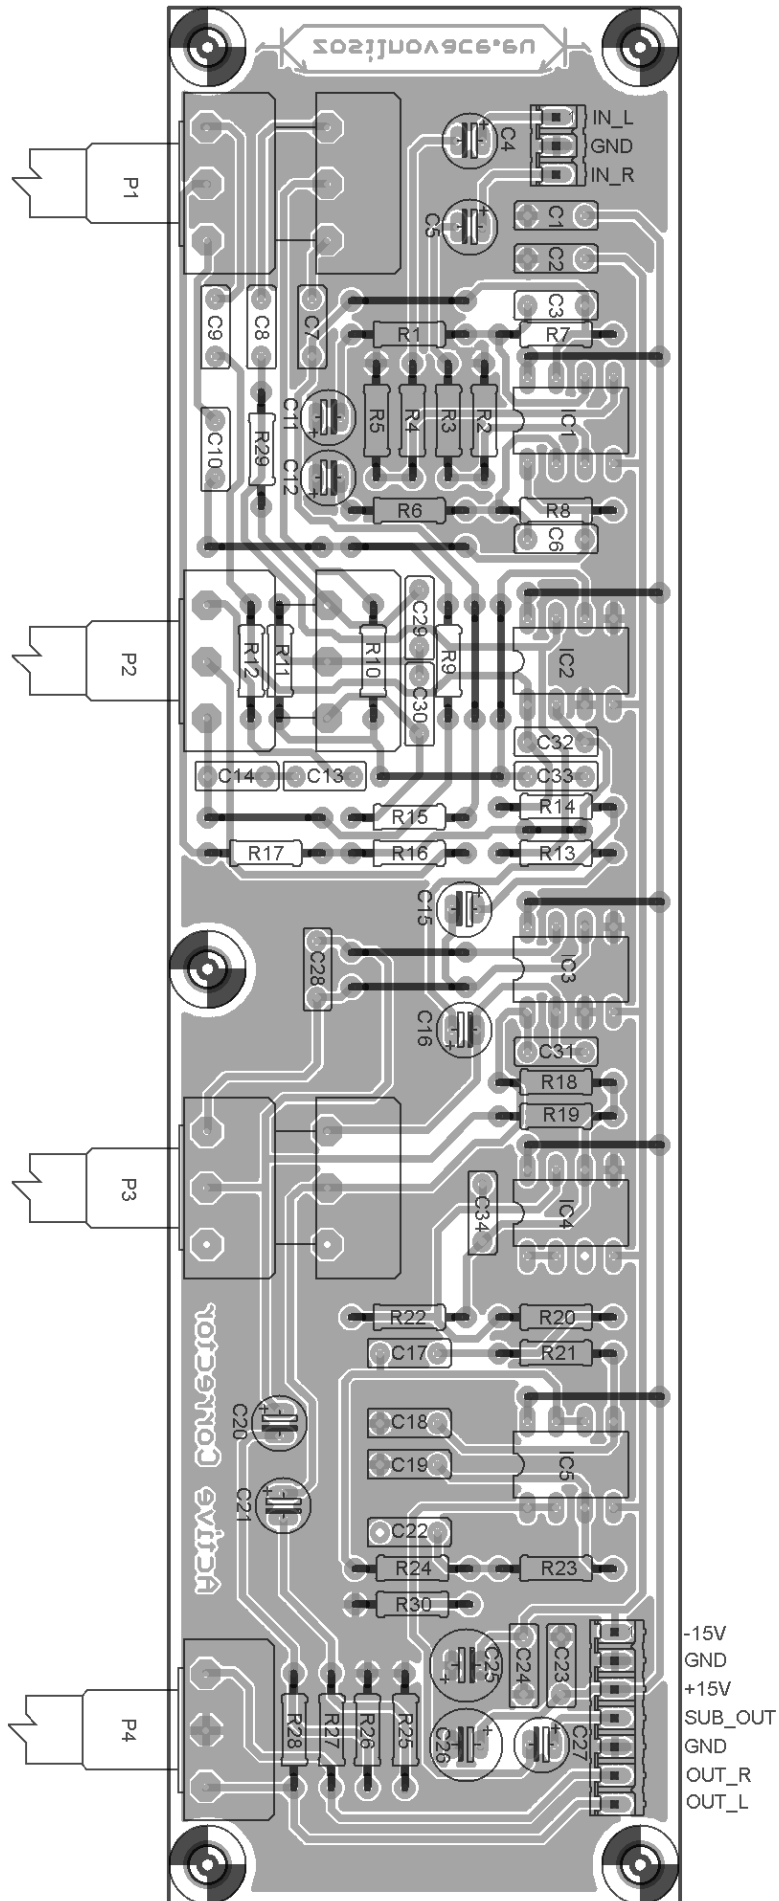 zosilnovace.eu
IN_L
C4
GND
P1
IN_R
C1
C5
C2
C9
C8
C7
C3
R1
R7
C11
R5
R4
R3
R2
IC1
C10
R29
C12
R6
R8
C6
C29
P2
R12
R11
R10
R9
IC2
C30
C32
C14
C13
C33
R14
R15
R17
R16
R13
C15
C28
IC3
C16
C31
R18
R19
P3
C34
IC4
R22
R20
C17
R21
C20
C18
C19
IC5
C21
C22
Active Corrector
R24
R23
R30
-15V
GND
C25
C24
C23
+15V
P4
R28
R27
R26
R25
SUB_OUT
C26
C27
GND
OUT_R
OUT_L